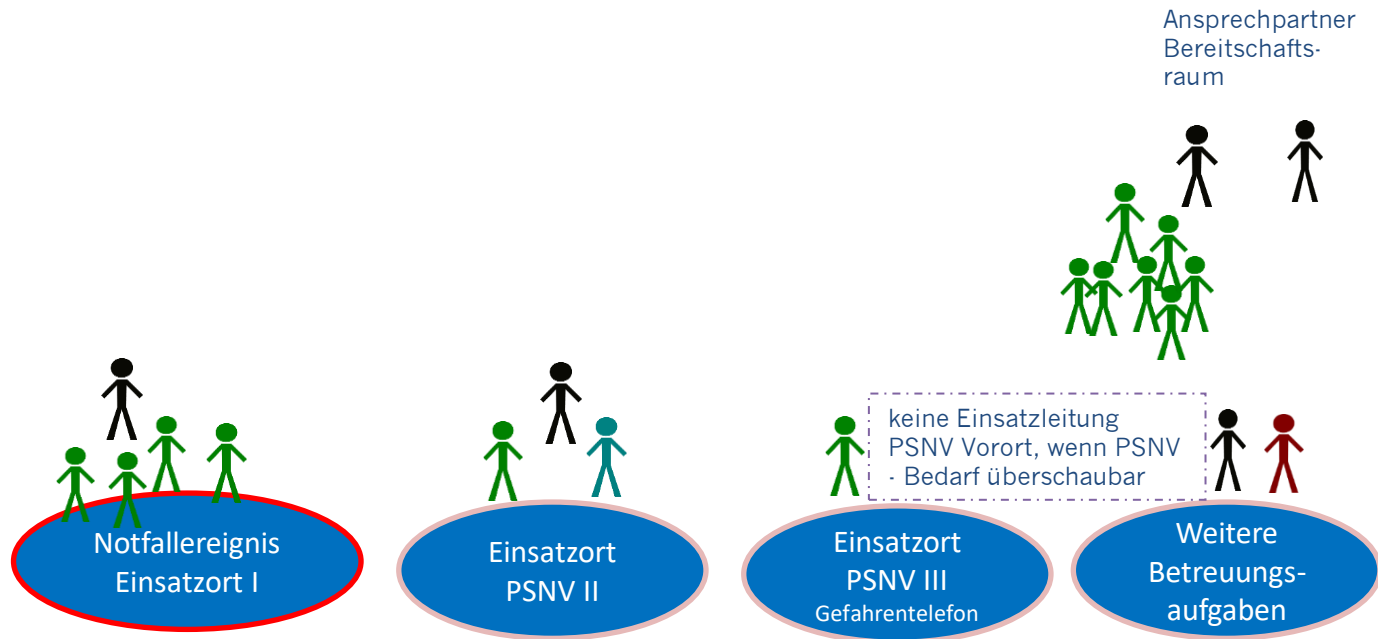 Ansprechpartner
Bereitschafts-
raum
keine Einsatzleitung
PSNV Vorort, wenn PSNV
- Bedarf überschaubar
Notfallereignis
Einsatzort I
Einsatzort
PSNV II
Einsatzort
PSNV III
Gefahrentelefon
Weitere
Betreuungs-
aufgaben